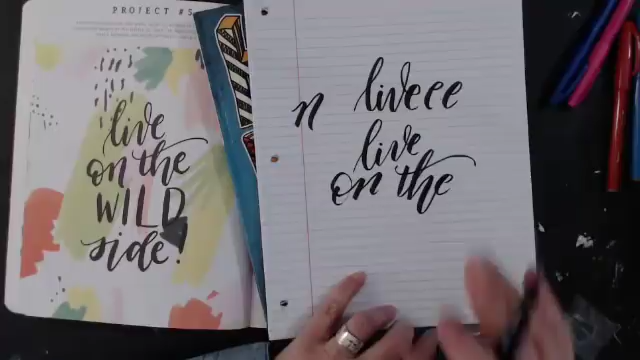 PROJECT #5
live
on the
WILD
side!
n liveee
live
on the